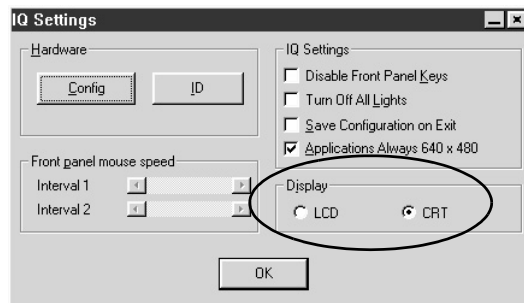 IQ Settings
Hardware
Config
ID
Front panel mouse speed
Interval 1
Interval 2
IQ Settings
Disable Front Panel Keys
Turn Off All Lights
Save Configuration on Exit
Applications Always 640 x 480
Display
LCD
CRT
OK